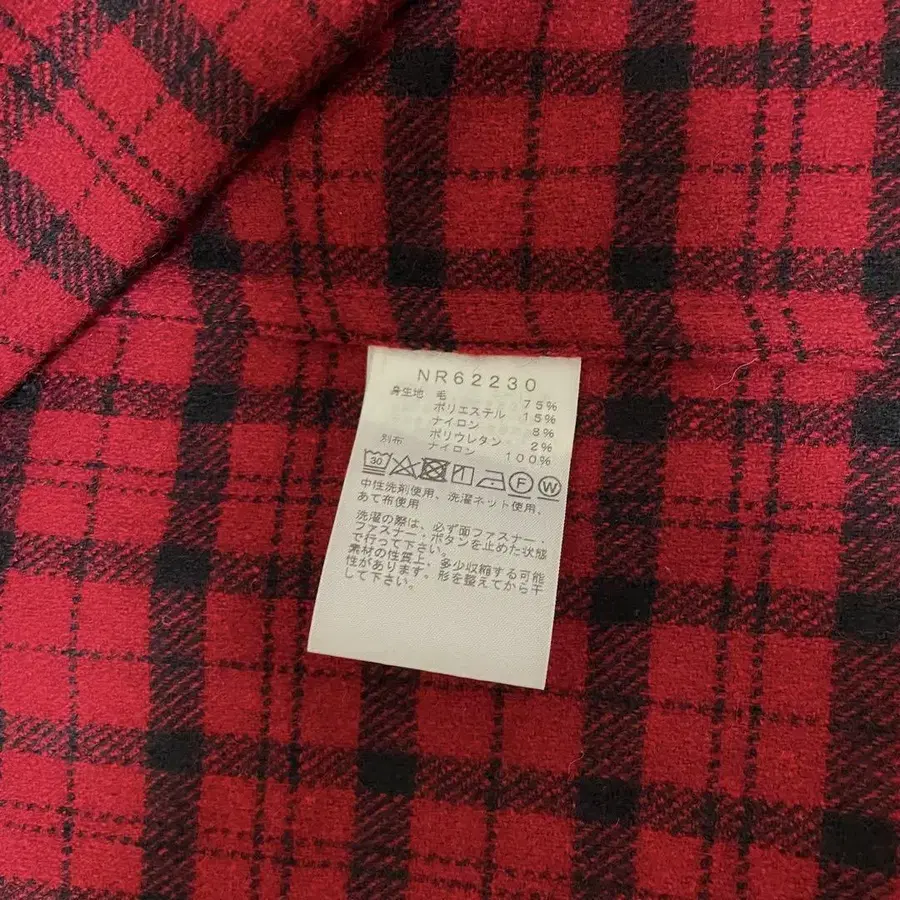 NR62230
身生地 毛 75%
ポリエステル 15%
ナイロン 8%
ポリウレタン 2%
別布 ナイロン 100%
30 F W
中性洗剤使用、洗濯ネット使用、
あて布使用
洗濯の際は、必ず面ファスナー・
ファスナー・ボタンを止めた状態
で行って下さい。
素材の性質上・多少収縮する可能
性があります。形を整えてから干
して下さい。